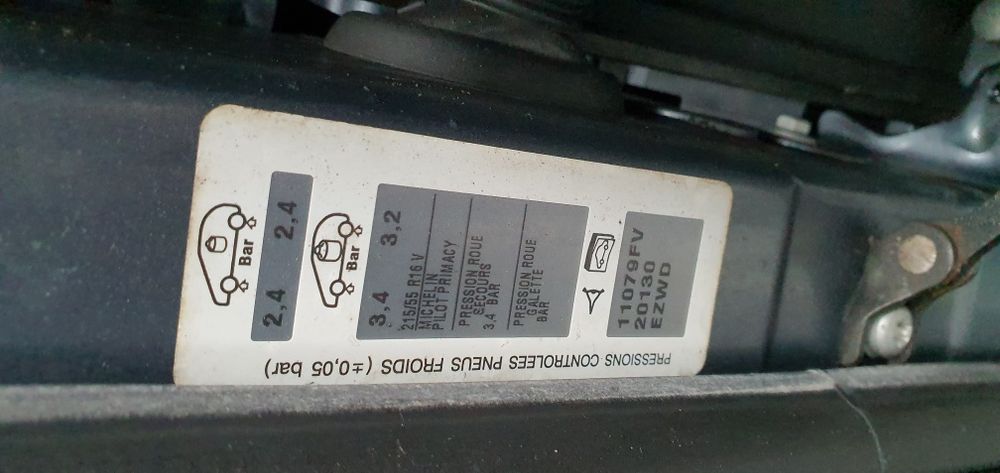 Bar
2,4 2,4
Bar
3,4 3,2
215/55 R16 V
MICHELIN
PILOT PRIMACY
PRESSION ROUE
SECOURS
3,4 BAR
PRESSION ROUE
GALETTE
BAR
11079FV
20130
EZWD
PRESSIONS CONTROLEES PNEUS FROIDS (±0,05 bar)